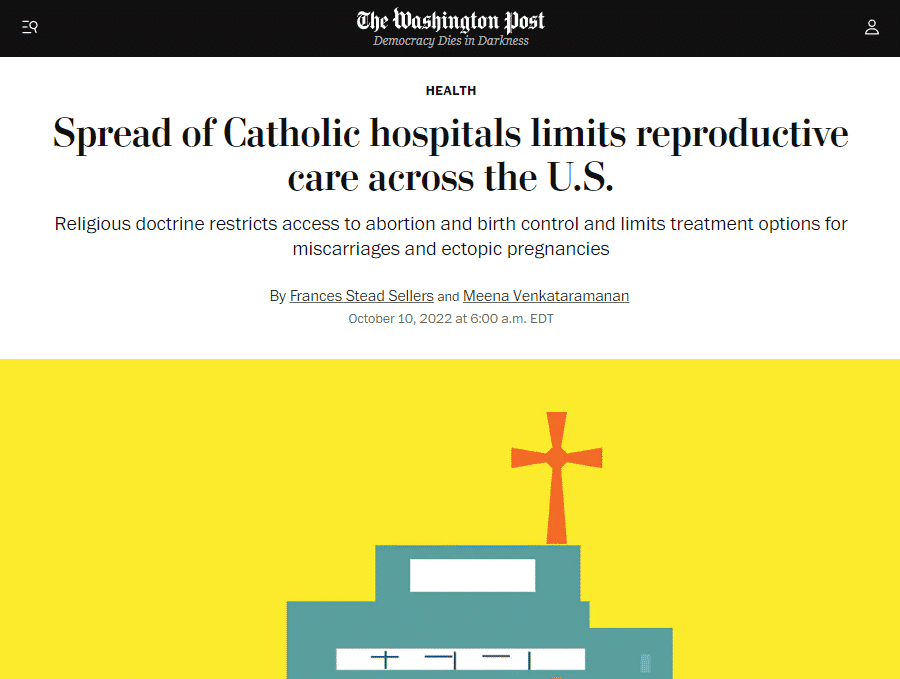 The Washington Post
Democracy Dies in Darkness
HEALTH
Spread of Catholic hospitals limits reproductive
care across the U.S.
Religious doctrine restricts access to abortion and birth control and limits treatment options for
miscarriages and ectopic pregnancies
By Frances Stead Sellers and Meena Venkataramanan
October 10, 2022 at 6:00 a.m. EDT